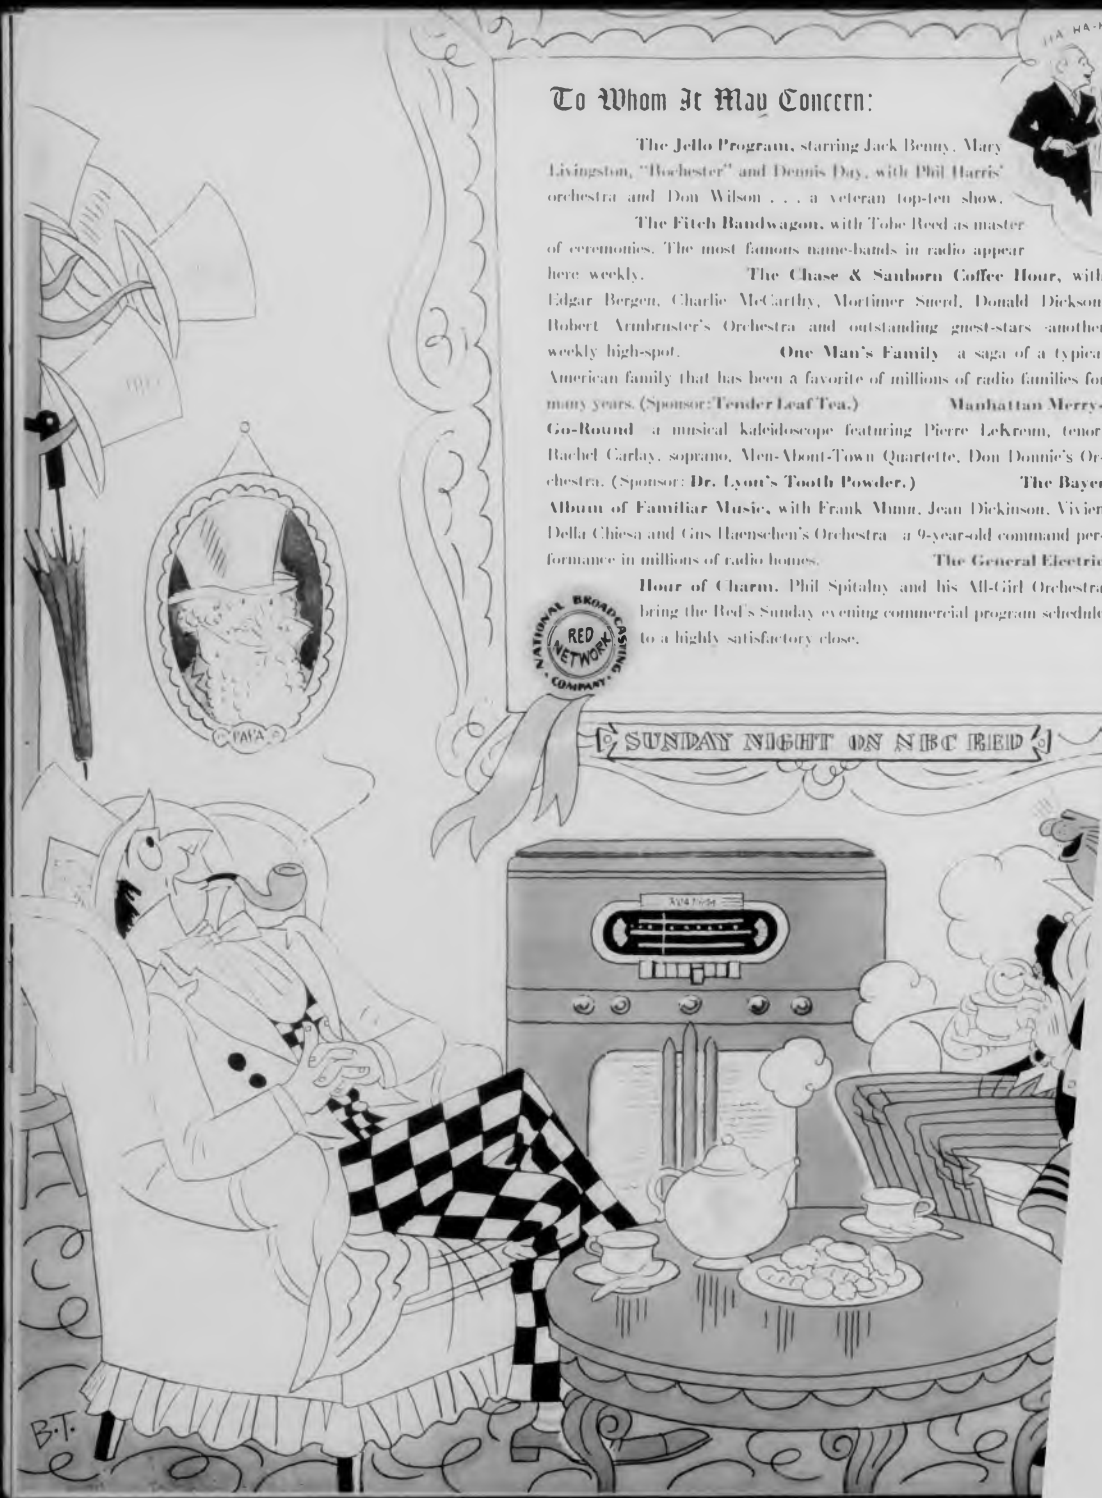 HA HA-H
To Whom It May Concern:
The Jello Program, starring Jack Benny, Mary
Livingston, "Rochester" and Dennis Day, with Phil Harris'
orchestra and Don Wilson . . . a veteran top-ten show.
The Fitch Bandwagon, with Tobe Reed as master
of ceremonies. The most famous name-bands in radio appear
here weekly. The Chase & Sanborn Coffee Hour, with
Edgar Bergen, Charlie McCarthy, Mortimer Snerd, Donald Dickson
Robert Armbruster's Orchestra and outstanding guest-stars another
weekly high-spot. One Man's Family a saga of a typica
American family that has been a favorite of millions of radio families for
many years. (Sponsor: Tender Leaf Tea.) Manhattan Merry-
Go-Round a musical kaleidoscope featuring Pierre LeKreun, tenor
Rachel Carlay, soprano, Men-About-Town Quartette, Don Donnie's Or-
chestra. (Sponsor: Dr. Lyon's Tooth Powder.) The Bayer
Album of Familiar Music, with Frank Munn, Jean Dickinson, Vivien
Della Chiesa and Gus Haenschen's Orchestra a 9-year-old command per-
formance in millions of radio homes. The General Electric
Hour of Charm. Phil Spitalny and his All-Girl Orchestra
bring the Red's Sunday evening commercial program schedule
to a highly satisfactory close.
NATIONAL BROADCASTING COMPANY
RED NETWORK
SUNDAY NIGHT ON NBC RED
PAPA
B.T.